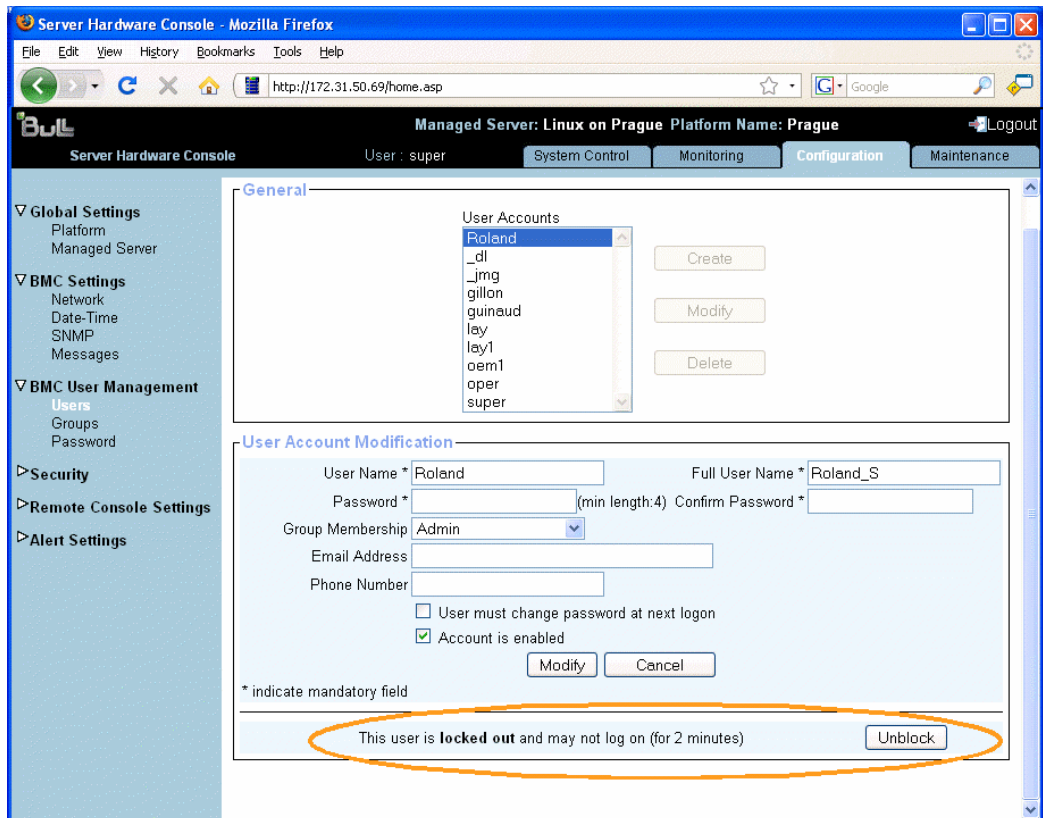 Server Hardware Console - Mozilla Firefox
File Edit View History Bookmarks Tools Help
http://172.31.50.69/home.asp
G Google
Bull
Managed Server: Linux on Prague Platform Name: Prague
Logout
Server Hardware Console
User : super
System Control
Monitoring
Configuration
Maintenance
Global Settings
Platform
Managed Server
BMC Settings
Network
Date-Time
SNMP
Messages
BMC User Management
Users
Groups
Password
Security
Remote Console Settings
Alert Settings
General
User Accounts
Roland
_dl
_jmg
gillon
guinaud
lay
lay1
oem1
oper
super
Create
Modify
Delete
User Account Modification
User Name * Roland
Full User Name * Roland_S
Password * (min length:4) Confirm Password *
Group Membership Admin
Email Address
Phone Number
User must change password at next logon
Account is enabled
Modify Cancel
* indicate mandatory field
This user is locked out and may not log on (for 2 minutes) Unblock